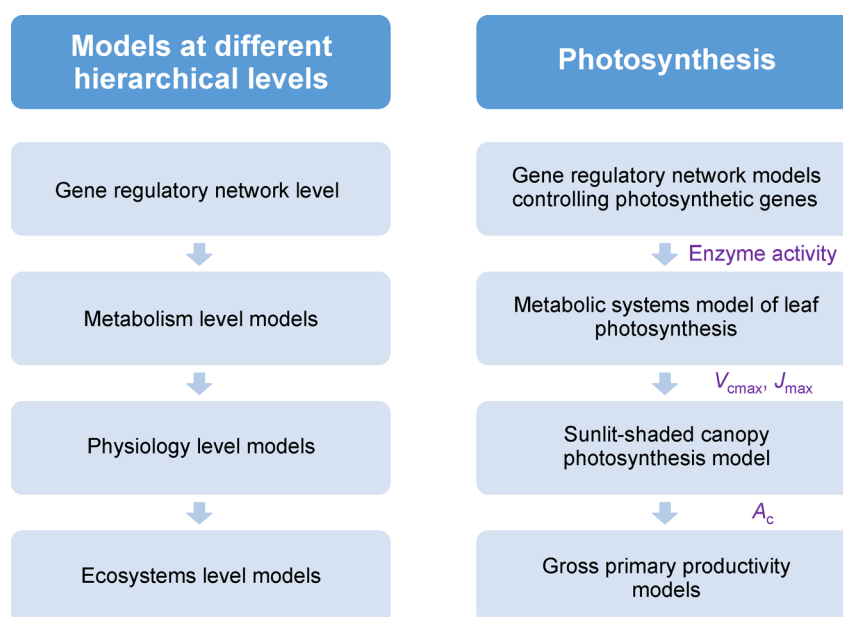 Models at different
hierarchical levels
Gene regulatory network level
Metabolism level models
Physiology level models
Ecosystems level models
Photosynthesis
Gene regulatory network models
controlling photosynthetic genes
Enzyme activity
Metabolic systems model of leaf
photosynthesis
Vcmax, Jmax
Sunlit-shaded canopy
photosynthesis model
Ac
Gross primary productivity
models